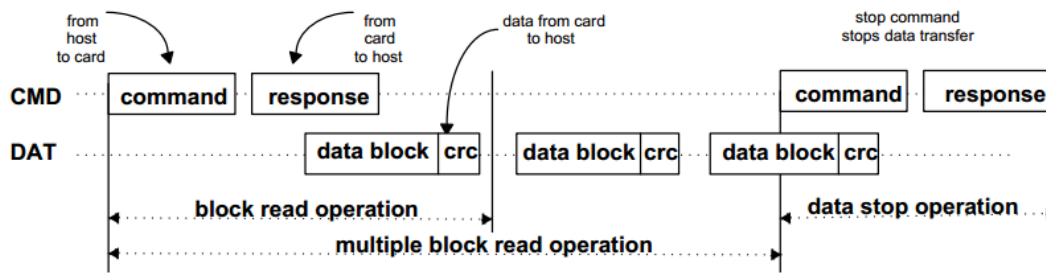 from
host
to card
from
card
to host
data from card
to host
stop command
stops data transfer
CMD
command
response
command
response
DAT
data block
crc
data block
crc
data block
crc
block read operation
data stop operation
multiple block read operation